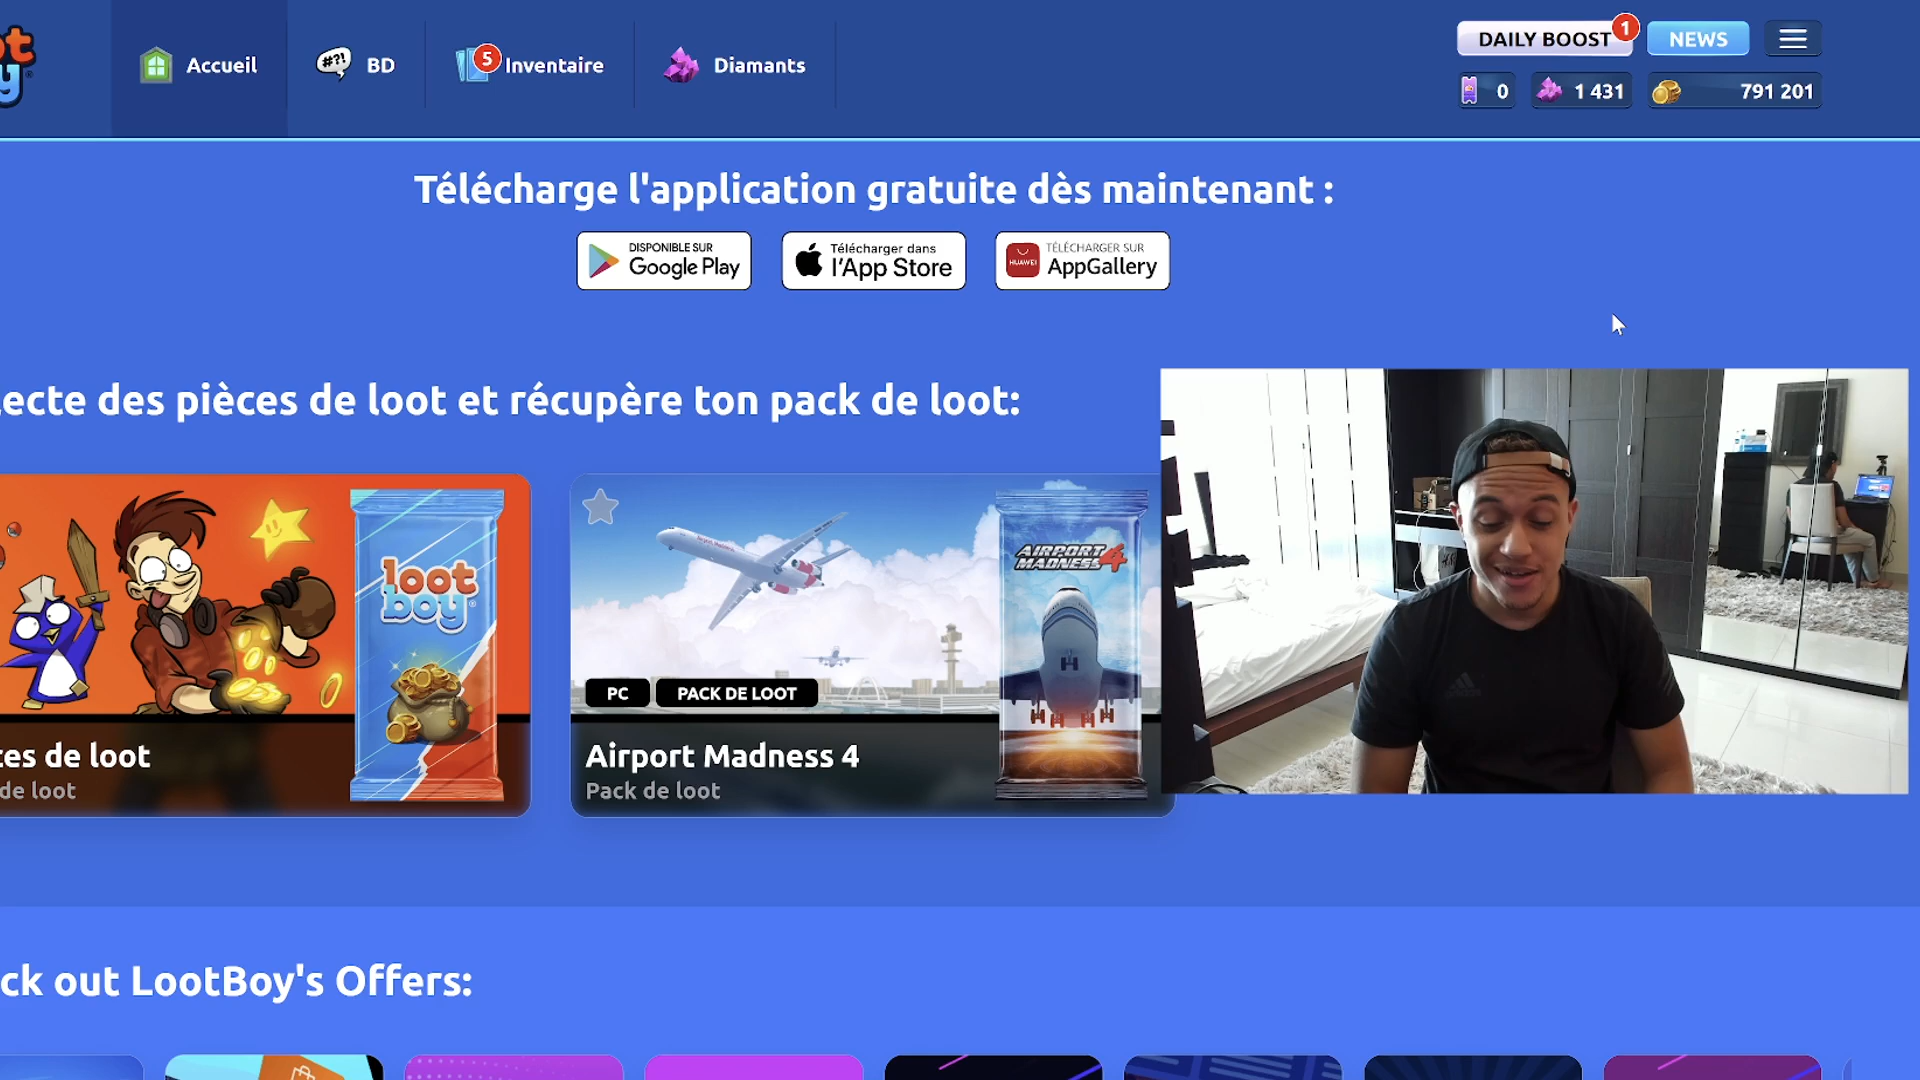 Accueil
#?!
BD
5
Inventaire
Diamants
DAILY BOOST
1
NEWS
0
1 431
791 201
Télécharge l'application gratuite dès maintenant :
DISPONIBLE SUR
Google Play
Télécharger dans
l'App Store
HUAWEI
TÉLÉCHARGER SUR
AppGallery
ecte des pièces de loot et récupère ton pack de loot:
loot
boy
AIRPORT
MADNESS 4
PC
PACK DE LOOT
es de loot
de loot
Airport Madness 4
Pack de loot
ck out LootBoy's Offers: